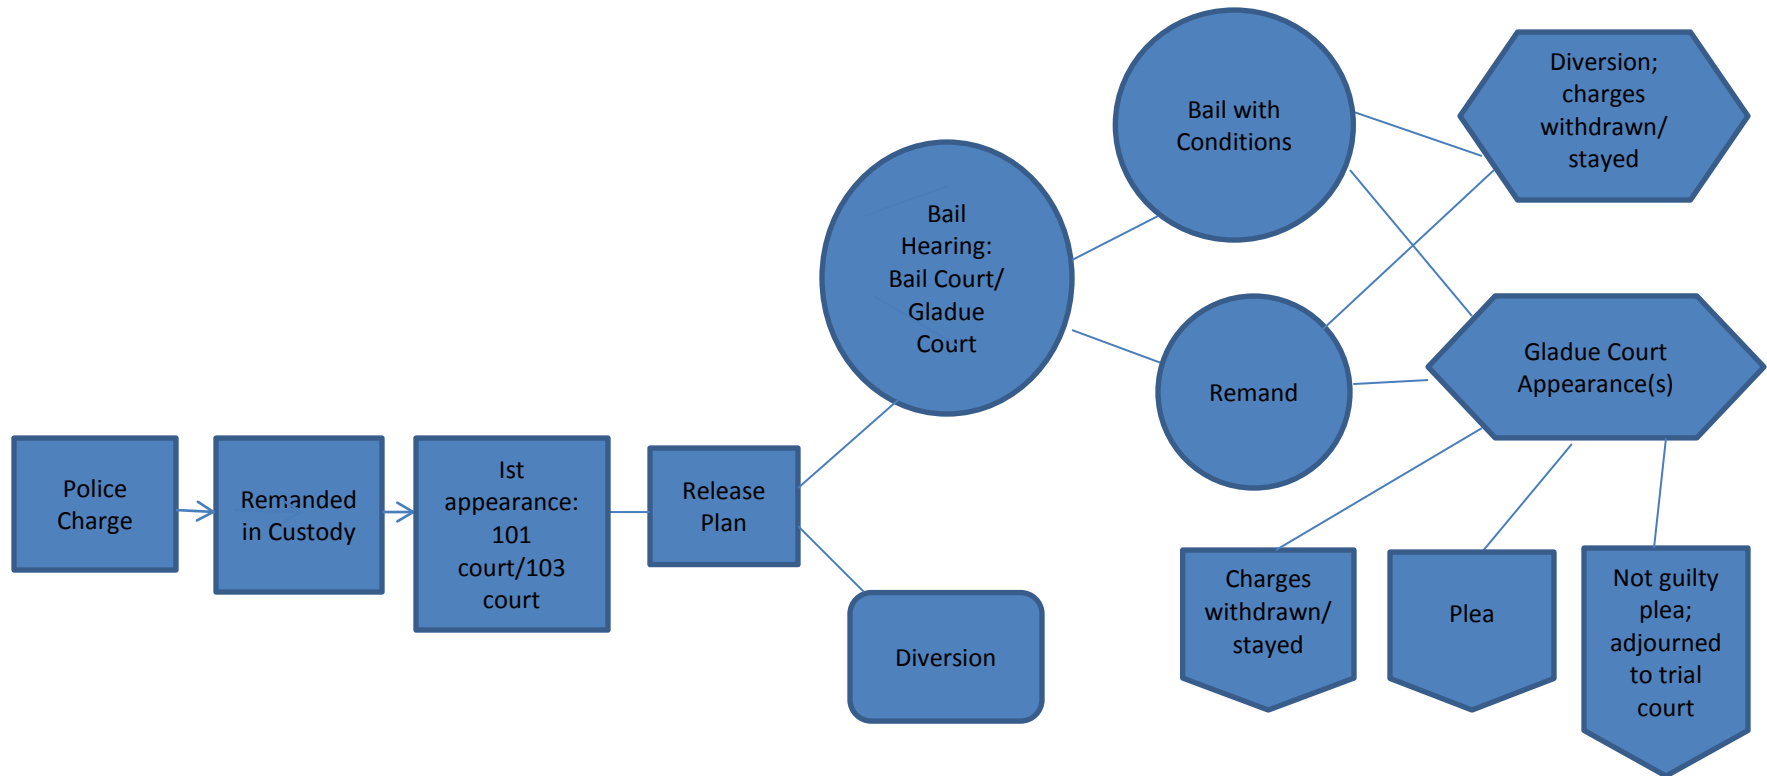 Police
Charge
Remanded
in Custody
Ist
appearance:
101
court/103
court
Release
Plan
Bail
Hearing:
Bail Court/
Gladue
Court
Diversion
Bail with
Conditions
Remand
Diversion;
charges
withdrawn/
stayed
Gladue Court
Appearance(s)
Charges
withdrawn/
stayed
Plea
Not guilty
plea;
adjourned
to trial
court